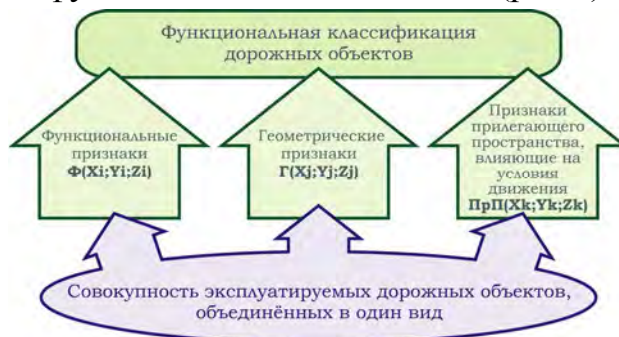 Функциональная классификация
дорожных объектов
Функциональные
признаки
Ф(Xi;Yi;Zi)
Геометрические
признаки
Г(Xj;Yj;Zj)
Признаки
прилегающего
пространства,
влияющие на
условия
движения
ПрП(Xk;Yk;Zk)
Совокупность эксплуатируемых дорожных объектов,
объединённых в один вид